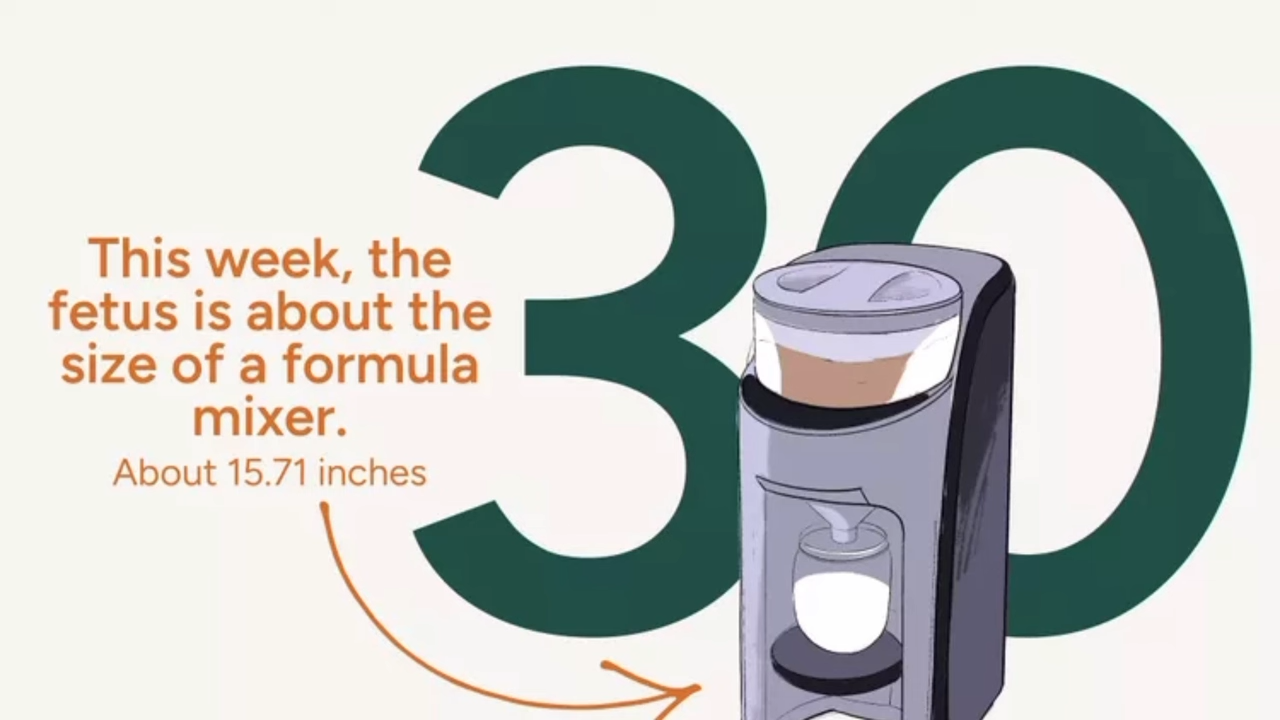 30
This week, the
fetus is about the
size of a formula
mixer.
About 15.71 inches